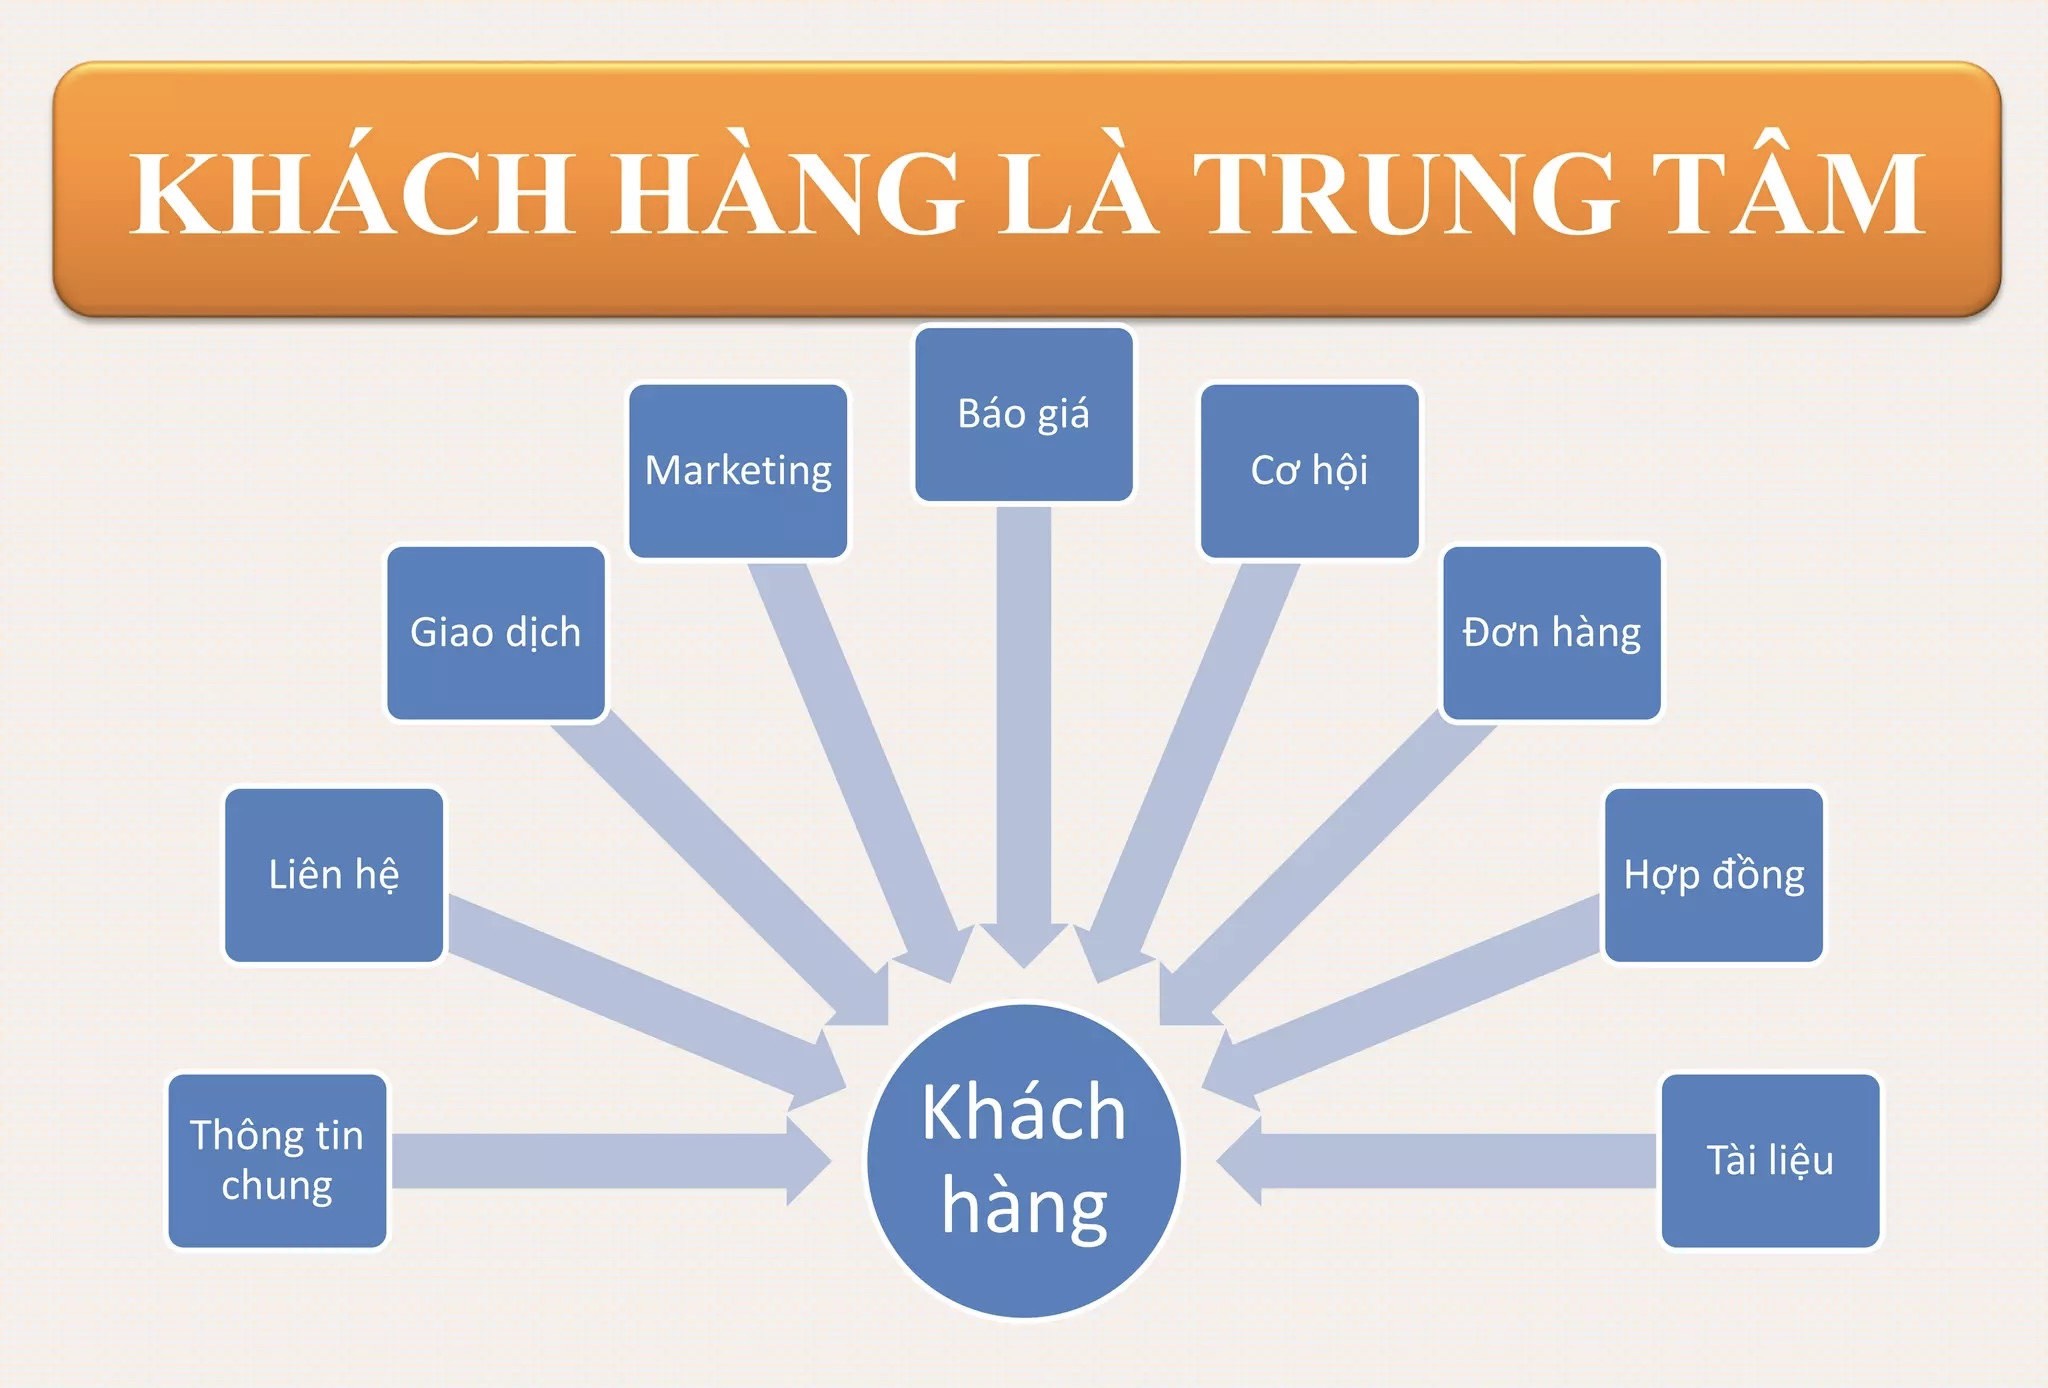 KHÁCH HÀNG LÀ TRUNG TÂM
Báo giá
Marketing
Cơ hội
Giao dịch
Đơn hàng
Liên hệ
Hợp đồng
Thông tin
chung
Khách
hàng
Tài liệu